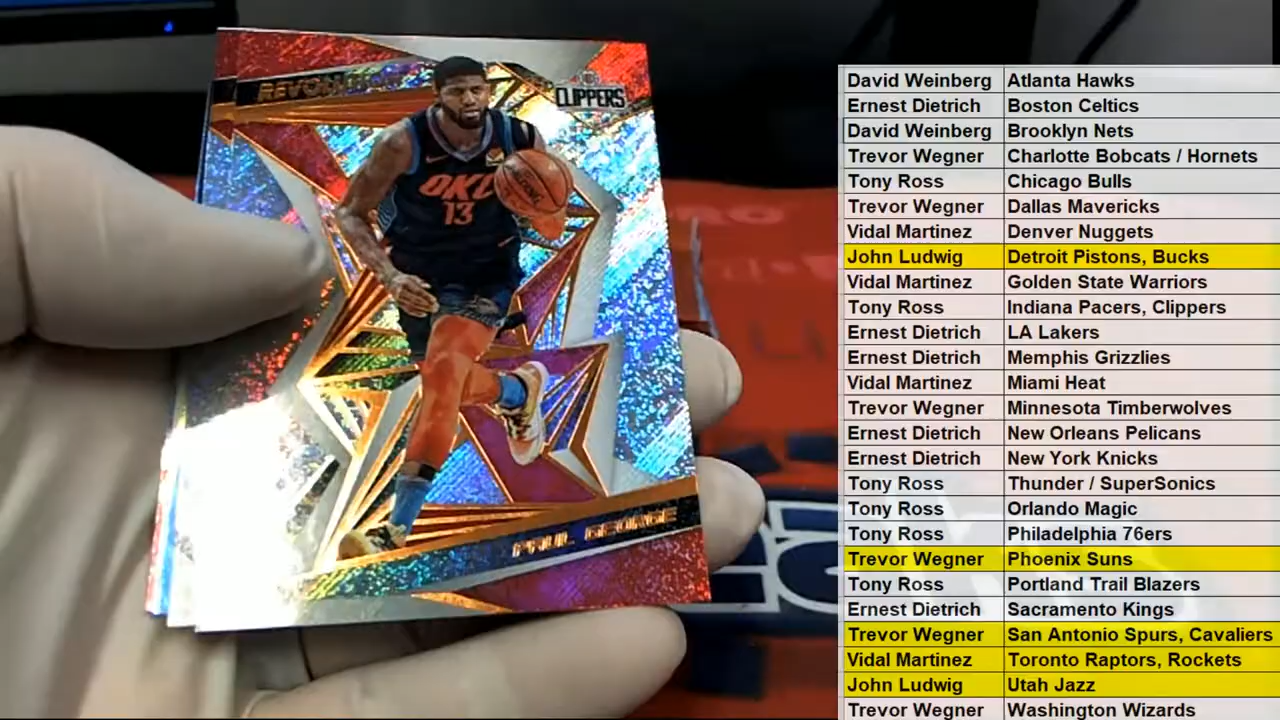 REVOLUTION
CLIPPERS
OKC
13
PAUL GEORGE
David Weinberg Atlanta Hawks
Ernest Dietrich Boston Celtics
David Weinberg Brooklyn Nets
Trevor Wegner Charlotte Bobcats / Hornets
Tony Ross Chicago Bulls
Trevor Wegner Dallas Mavericks
Vidal Martinez Denver Nuggets
John Ludwig Detroit Pistons, Bucks
Vidal Martinez Golden State Warriors
Tony Ross Indiana Pacers, Clippers
Ernest Dietrich LA Lakers
Ernest Dietrich Memphis Grizzlies
Vidal Martinez Miami Heat
Trevor Wegner Minnesota Timberwolves
Ernest Dietrich New Orleans Pelicans
Ernest Dietrich New York Knicks
Tony Ross Thunder / SuperSonics
Tony Ross Orlando Magic
Tony Ross Philadelphia 76ers
Trevor Wegner Phoenix Suns
Tony Ross Portland Trail Blazers
Ernest Dietrich Sacramento Kings
Trevor Wegner San Antonio Spurs, Cavaliers
Vidal Martinez Toronto Raptors, Rockets
John Ludwig Utah Jazz
Trevor Wegner Washington Wizards